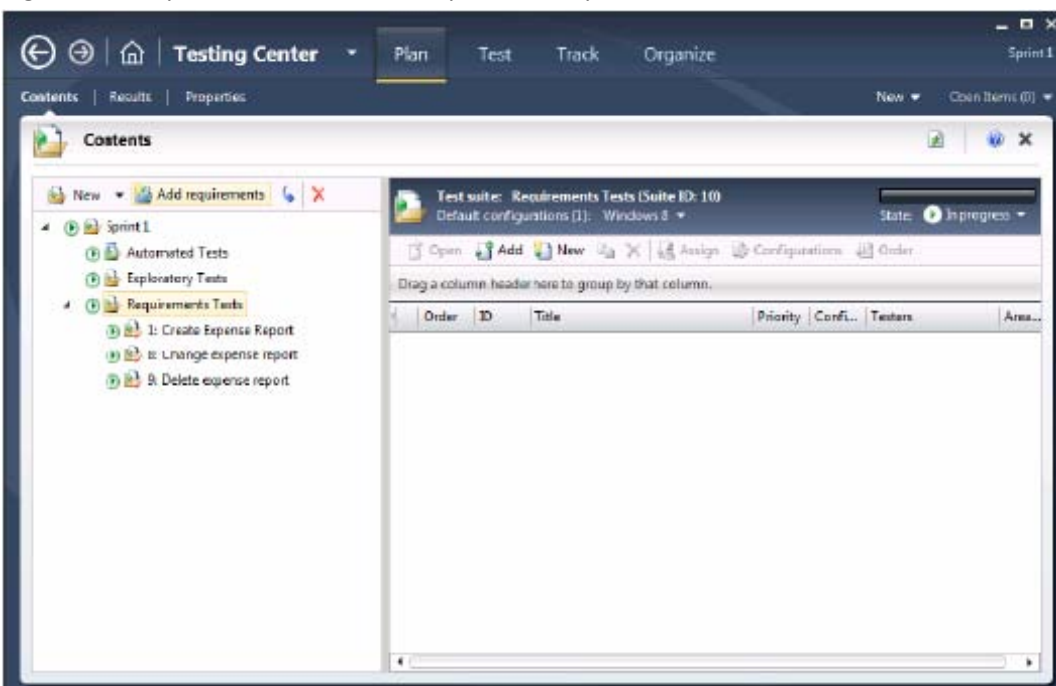 Testing Center Plan Test Track Organize Sprint 1
Contents | Results | Properties New Open Items (0)
Contents
New Add requirements
Sprint 1
Automated Tests
Exploratory Tests
Requirements Tests
1: Create Expense Report
8: Change expense report
9: Delete expense report
Test suite: Requirements Tests (Suite ID: 10)
Default configurations (1): Windows 8 State: In progress
Open Add New Assign Configurations Order
Drag a column header here to group by that column.
Order ID Title Priority Confi... Testers Area...